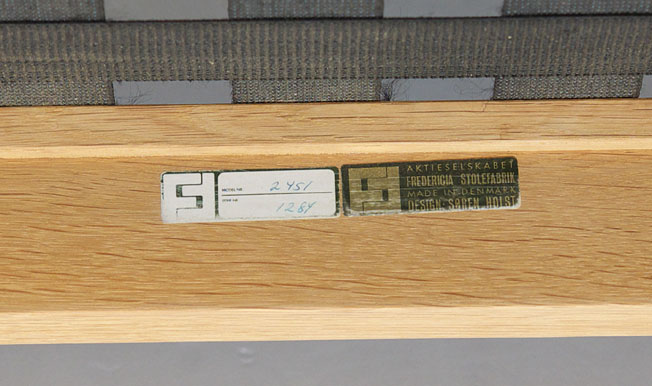 MODEL NR. 2451
1284
AKTIESELSKABET
FREDERICIA STOLEFABRIK
MADE IN DENMARK
DESIGN SØREN HOLST